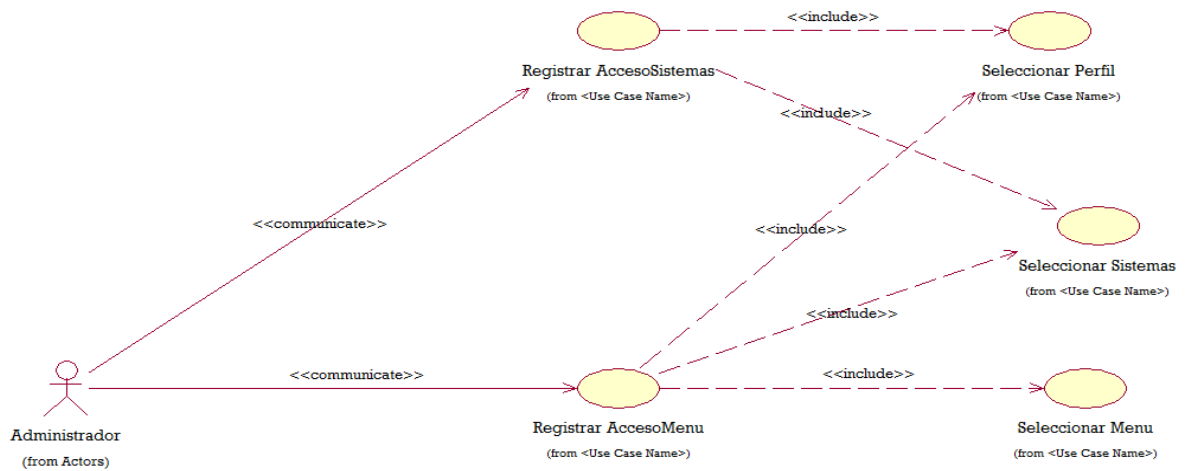 <<include>>
Registrar AccesoSistemas
(from <Use Case Name>)
Seleccionar Perfil
(from <Use Case Name>)
<<include>>
<<communicate>>
<<include>>
Seleccionar Sistemas
(from <Use Case Name>)
<<include>>
<<communicate>>
<<include>>
Administrador
(from Actors)
Registrar AccesoMenu
(from <Use Case Name>)
Seleccionar Menu
(from <Use Case Name>)